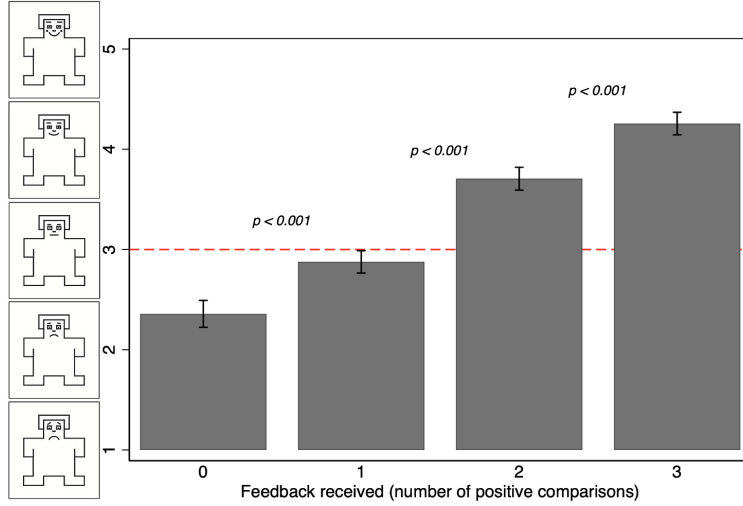 5
p < 0.001
4
p < 0.001
p < 0.001
3
2
1
0 1 2 3
Feedback received (number of positive comparisons)